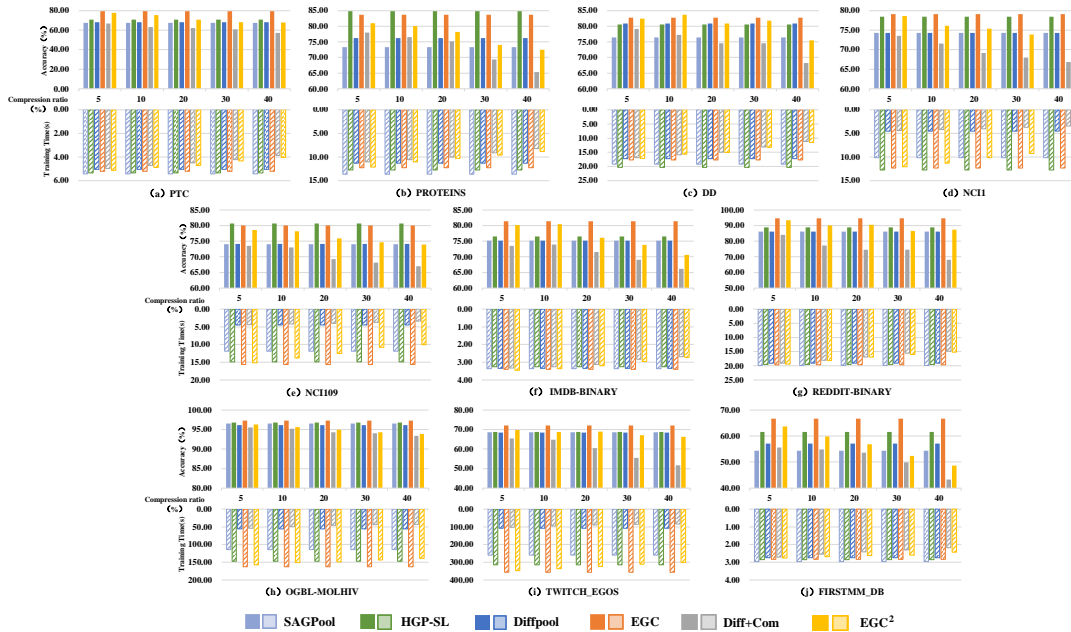 80.00 85.00 85.00 80.00
60.00 80.00 80.00 75.00
40.00 75.00 75.00 70.00
20.00 70.00 70.00 65.00
0.00 65.00 65.00 60.00
60.00 60.00
Accuracy (%)
Compression ratio (%) 5 10 20 30 40 5 10 20 30 40 5 10 20 30 40 5 10 20 30 40
Training Time(s)
0.00 0.00 0.00 0.00
2.00 5.00 5.00 5.00
4.00 10.00 10.00 10.00
6.00 15.00 15.00 15.00
20.00
25.00
(a) PTC (b) PROTEINS (c) DD (d) NCI1
85.00 85.00 100.00
80.00 80.00 90.00
75.00 75.00 80.00
70.00 70.00 70.00
65.00 65.00 60.00
60.00 60.00 50.00
Accuracy (%)
Compression ratio (%) 5 10 20 30 40 5 10 20 30 40 5 10 20 30 40
Training Time(s)
0.00 0.00 0.00
5.00 1.00 5.00
10.00 2.00 10.00
15.00 3.00 15.00
20.00 4.00 20.00
25.00
(e) NCI109 (f) IMDB-BINARY (g) REDDIT-BINARY
100.00 80.00 70.00
95.00 70.00 60.00
90.00 60.00 50.00
85.00 50.00 40.00
80.00 40.00
Accuracy (%)
Compression ratio (%) 5 10 20 30 40 5 10 20 30 40 5 10 20 30 40
Training Time(s)
0.00 0.00 0.00
50.00 100.00 1.00
100.00 200.00 2.00
150.00 300.00 3.00
200.00 400.00 4.00
(h) OGBL-MOLHIV (i) TWITCH_EGOS (j) FIRSTMM_DB
SAGPool HGP-SL Diffpool EGC Diff+Com EGC²